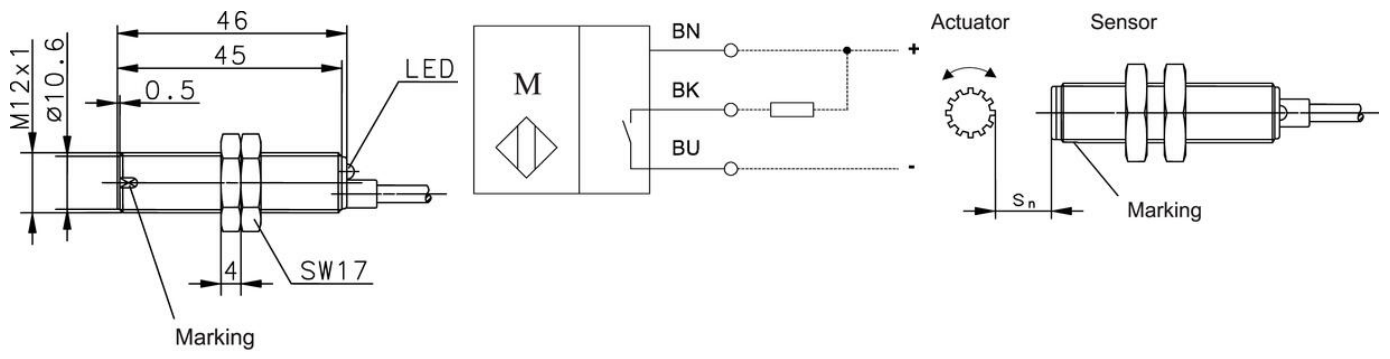 46
45
0.5
LED
M12x1
ø10.6
4
SW17
Marking
M
BN
BK
BU
+
-
Actuator
Sensor
Sn
Marking